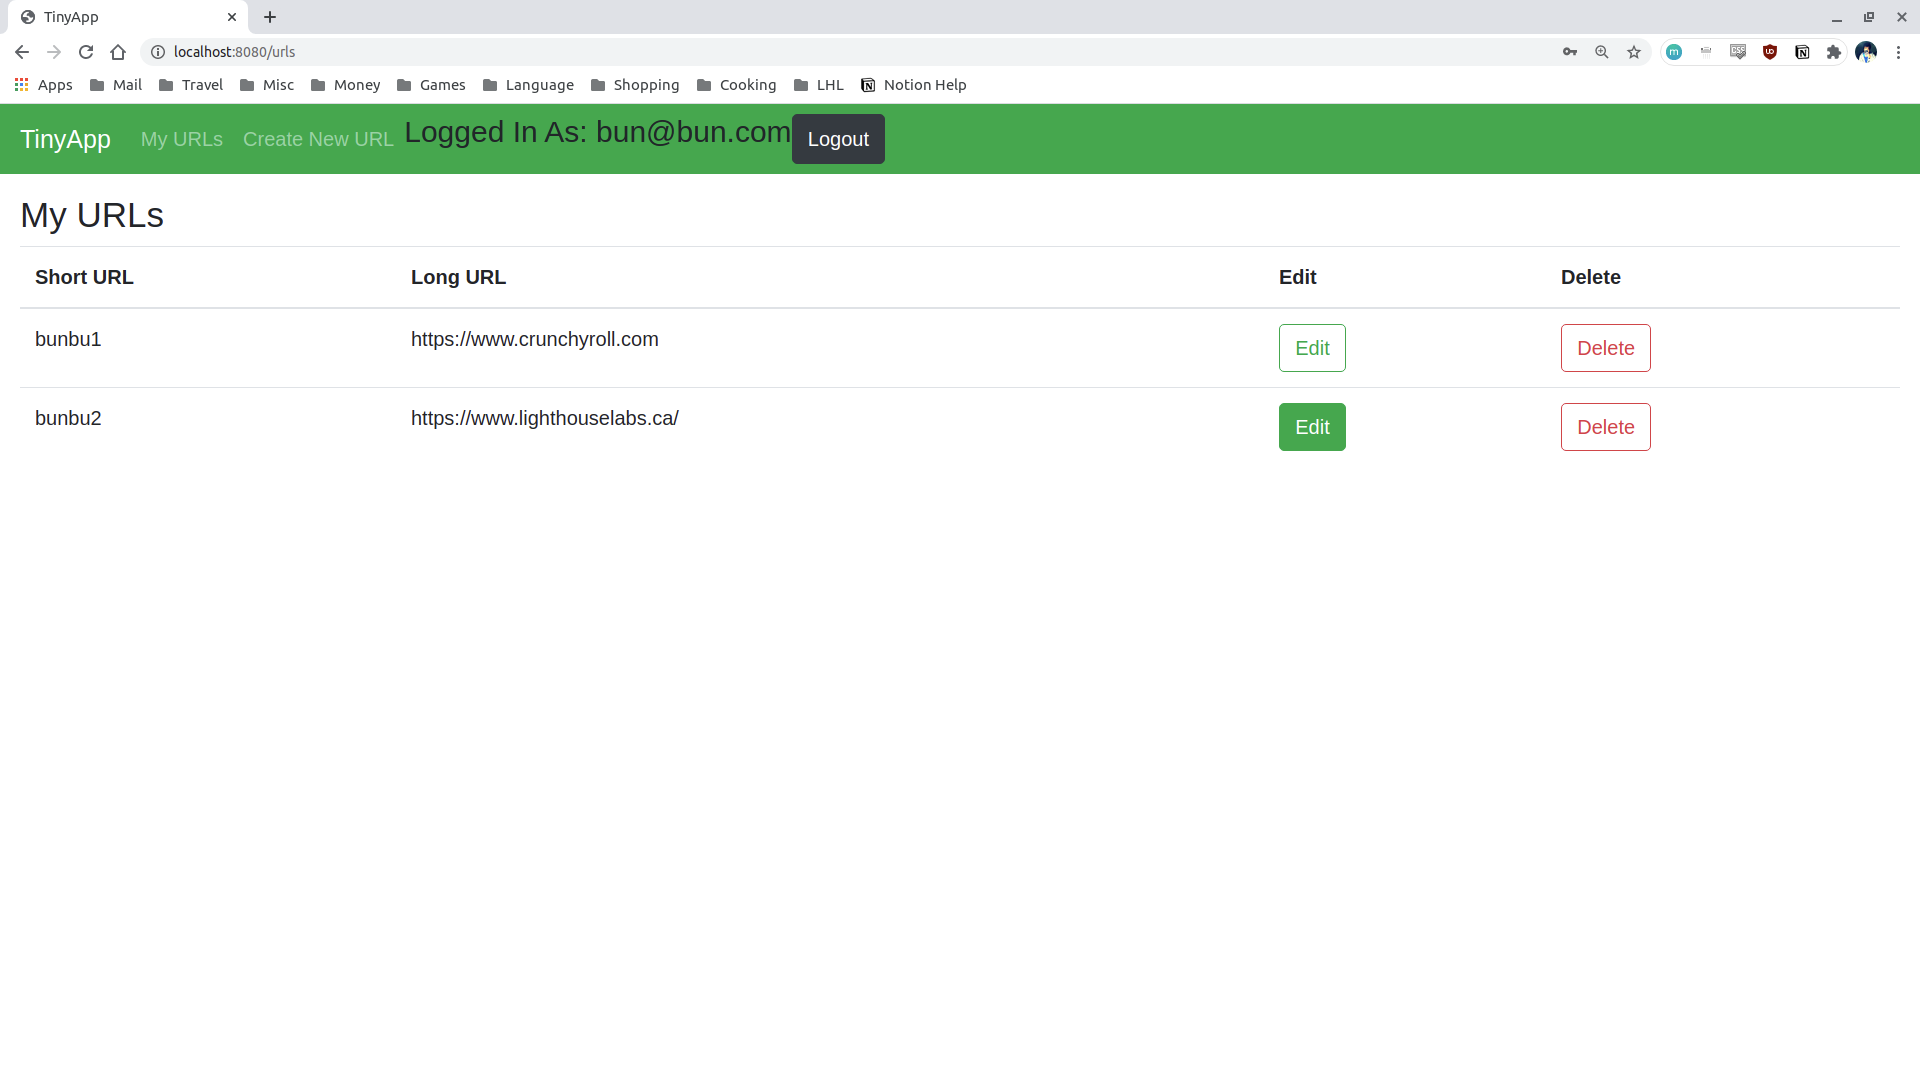 TinyApp
localhost:8080/urls
Apps Mail Travel Misc Money Games Language Shopping Cooking LHL Notion Help
TinyApp My URLs Create New URL Logged In As: bun@bun.com Logout
My URLs
Short URL Long URL Edit Delete
bunbu1 https://www.crunchyroll.com Edit Delete
bunbu2 https://www.lighthouselabs.ca/ Edit Delete